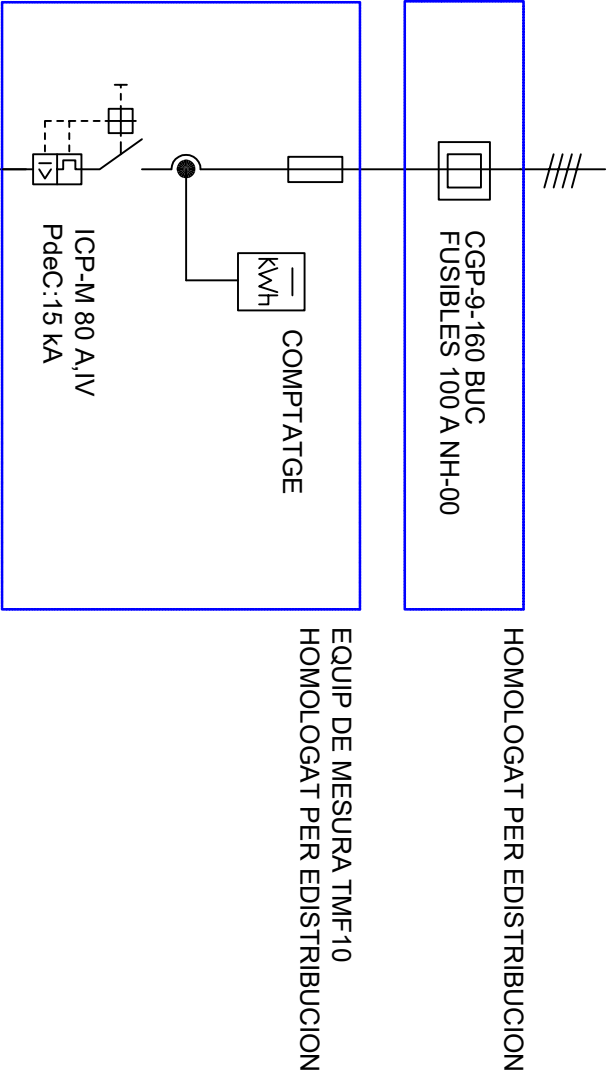 CGP-9-160 BUC
FUSIBLES 100 A NH-00
HOMOLOGAT PER EDISTRIBUCION
EQUIP DE MESURA TMF10
HOMOLOGAT PER EDISTRIBUCION
COMPTATGE
kWh
ICP-M 80 A,IV
PdeC:15 kA
I>